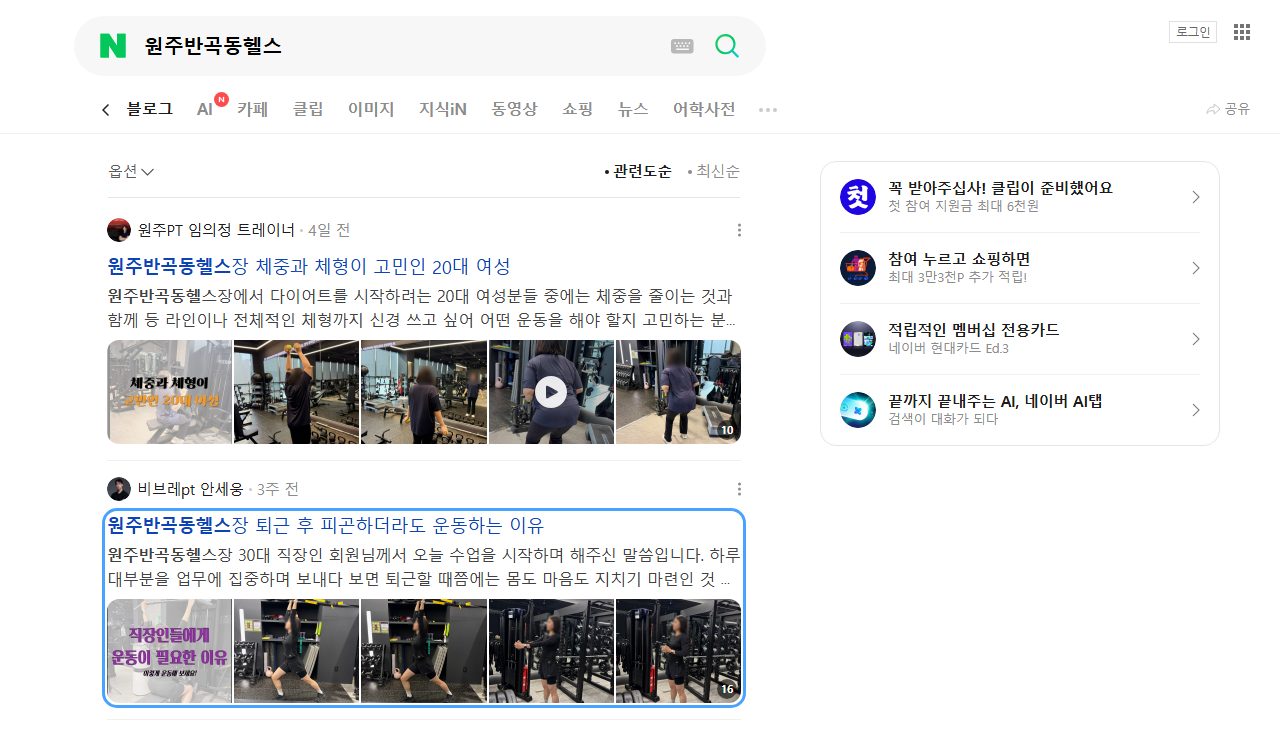 원주반곡동헬스
로그인
블로그 AI N 카페 클립 이미지 지식iN 동영상 쇼핑 뉴스 어학사전
공유
옵션
관련도순 최신순
원주PT 임의정 트레이너 · 4일 전
원주반곡동헬스장 체중과 체형이 고민인 20대 여성
원주반곡동헬스장에서 다이어트를 시작하려는 20대 여성분들 중에는 체중을 줄이는 것과
함께 등 라인이나 전체적인 체형까지 신경 쓰고 싶어 어떤 운동을 해야 할지 고민하는 분...
체중과 체형이
고민인 20대 여성
10
비브레pt 안세웅 · 3주 전
원주반곡동헬스장 퇴근 후 피곤하더라도 운동하는 이유
원주반곡동헬스장 30대 직장인 회원님께서 오늘 수업을 시작하며 해주신 말씀입니다. 하루
대부분을 업무에 집중하며 보내다 보면 퇴근할 때쯤에는 몸도 마음도 지치기 마련인 것 ...
직장인들에게
운동이 필요한 이유
이렇게 운동해 보세요!
16
첫
꼭 받아주십사! 클립이 준비했어요
첫 참여 지원금 최대 6천원
참여 누르고 쇼핑하면
최대 3만3천P 추가 적립!
적립적인 멤버십 전용카드
네이버 현대카드 Ed.3
끝까지 끝내주는 AI, 네이버 AI탭
검색이 대화가 되다